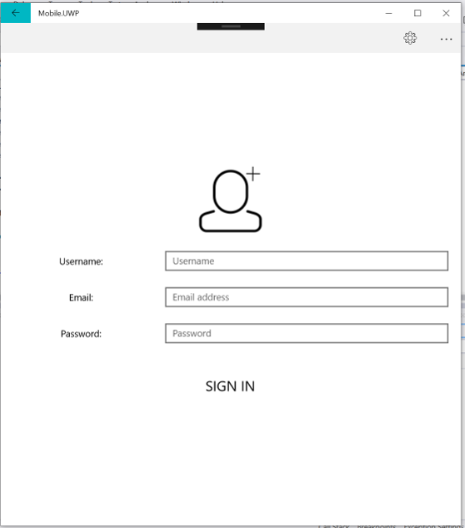 Mobile.UWP
Username:
Username
Email:
Email address
Password:
Password
SIGN IN